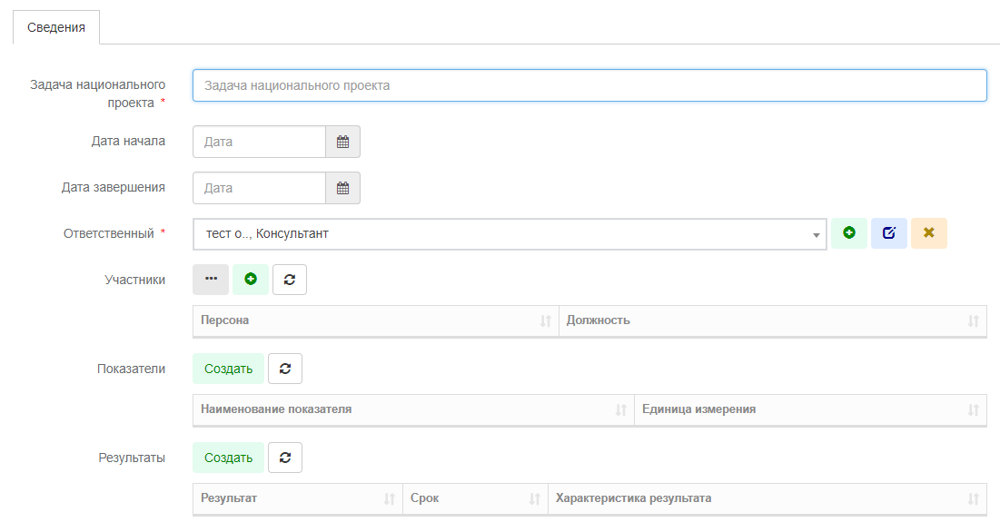 Сведения
Задача национального
проекта *
Задача национального проекта
Дата начала
Дата
Дата завершения
Дата
Ответственный *
тест о.., Консультант
Участники
Персона
Должность
Показатели
Создать
Наименование показателя
Единица измерения
Результаты
Создать
Результат
Срок
Характеристика результата